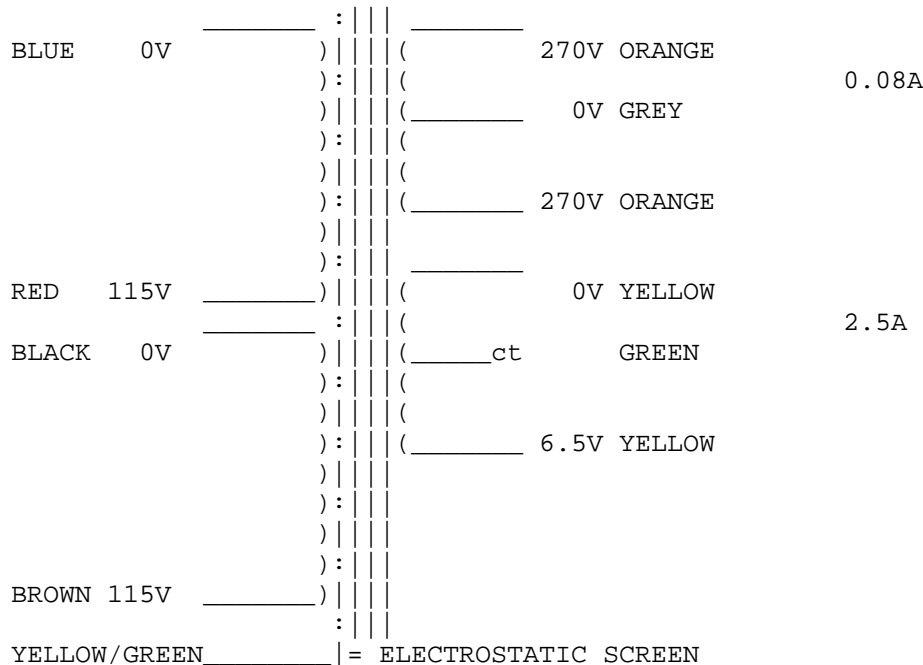 BLUE 0V 270V ORANGE
0.08A
0V GREY
270V ORANGE
RED 115V 0V YELLOW
2.5A
BLACK 0V ct GREEN
6.5V YELLOW
BROWN 115V
YELLOW/GREEN = ELECTROSTATIC SCREEN